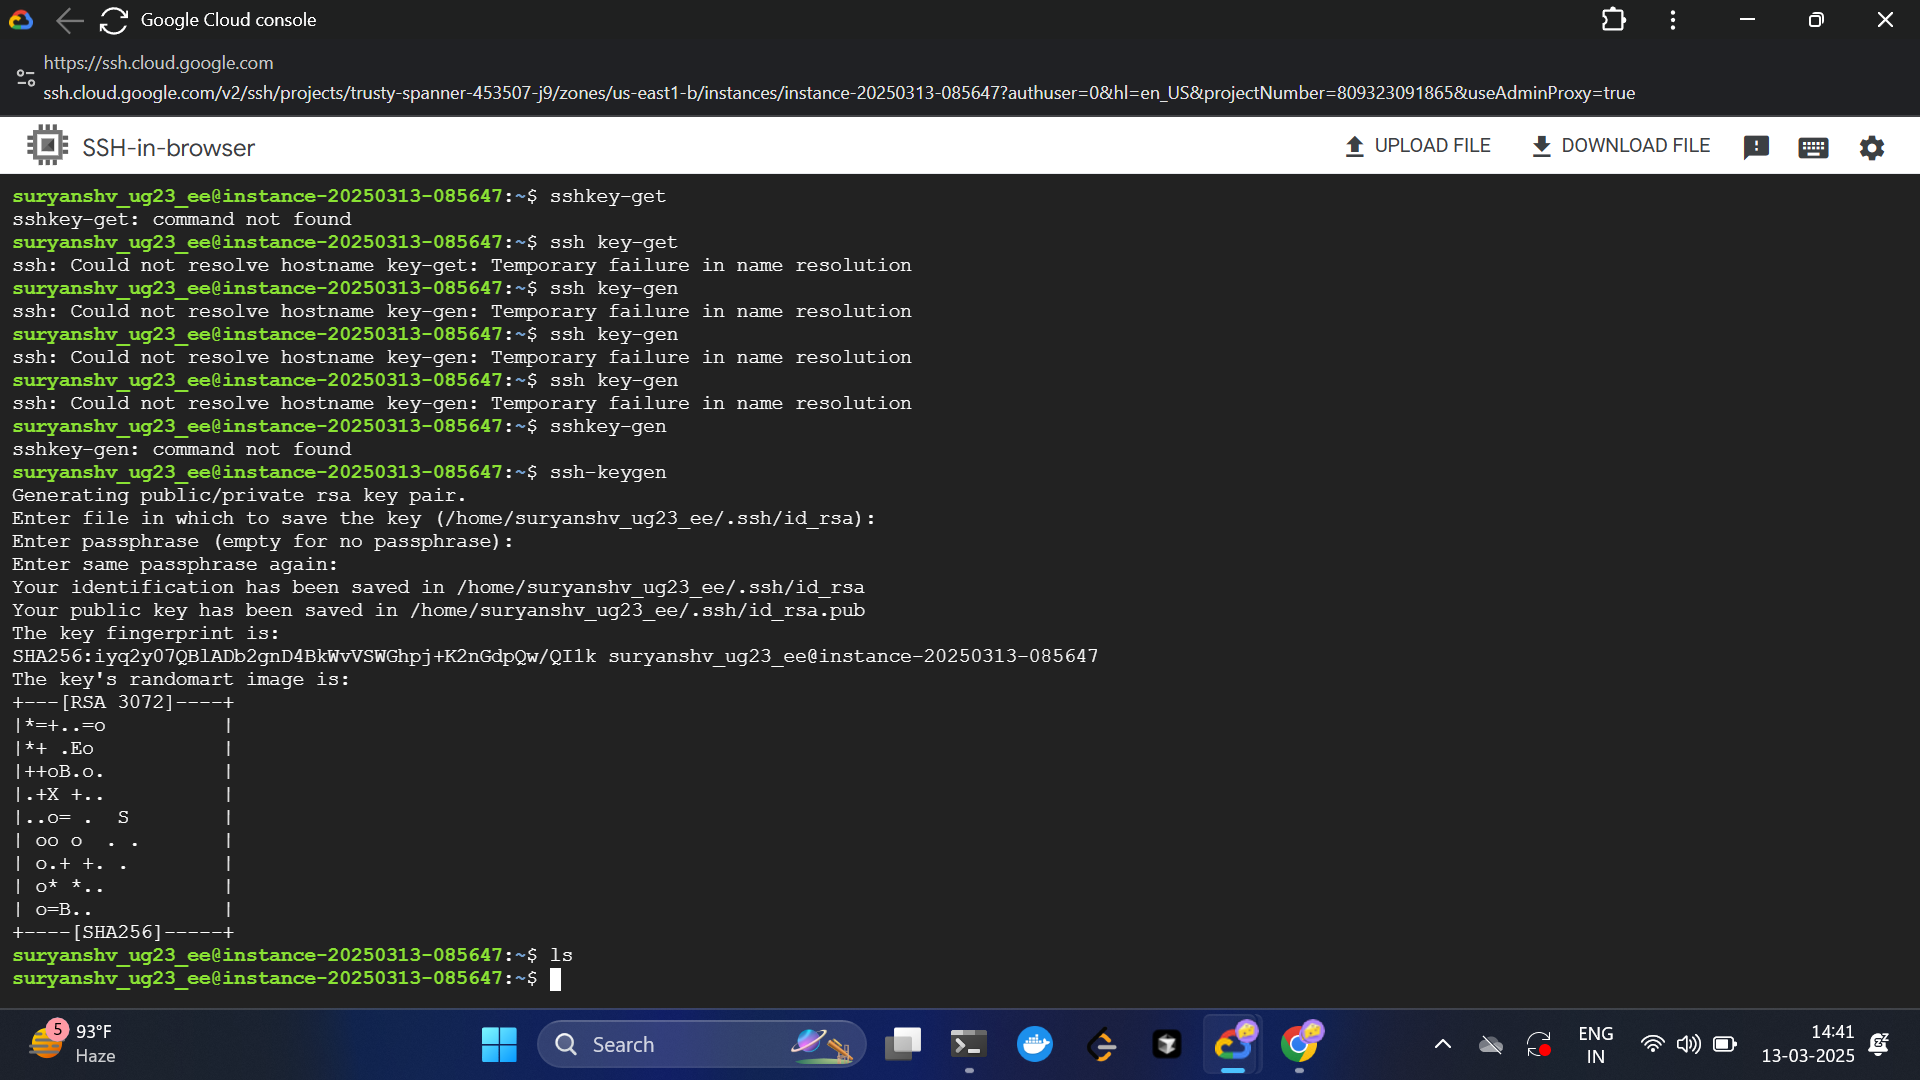 Google Cloud console
https://ssh.cloud.google.com
ssh.cloud.google.com/v2/ssh/projects/trusty-spanner-453507-j9/zones/us-east1-b/instances/instance-20250313-085647?authuser=0&hl=en_US&projectNumber=809323091865&useAdminProxy=true
SSH-in-browser
UPLOAD FILE
DOWNLOAD FILE
suryanshv_ug23_ee@instance-20250313-085647:~$ sshkey-get
sshkey-get: command not found
suryanshv_ug23_ee@instance-20250313-085647:~$ ssh key-get
ssh: Could not resolve hostname key-get: Temporary failure in name resolution
suryanshv_ug23_ee@instance-20250313-085647:~$ ssh key-gen
ssh: Could not resolve hostname key-gen: Temporary failure in name resolution
suryanshv_ug23_ee@instance-20250313-085647:~$ ssh key-gen
ssh: Could not resolve hostname key-gen: Temporary failure in name resolution
suryanshv_ug23_ee@instance-20250313-085647:~$ ssh key-gen
ssh: Could not resolve hostname key-gen: Temporary failure in name resolution
suryanshv_ug23_ee@instance-20250313-085647:~$ sshkey-gen
sshkey-gen: command not found
suryanshv_ug23_ee@instance-20250313-085647:~$ ssh-keygen
Generating public/private rsa key pair.
Enter file in which to save the key (/home/suryanshv_ug23_ee/.ssh/id_rsa):
Enter passphrase (empty for no passphrase):
Enter same passphrase again:
Your identification has been saved in /home/suryanshv_ug23_ee/.ssh/id_rsa
Your public key has been saved in /home/suryanshv_ug23_ee/.ssh/id_rsa.pub
The key fingerprint is:
SHA256:iyq2y07QBlADb2gnD4BkWvVSWGhpj+K2nGdpQw/QI1k suryanshv_ug23_ee@instance-20250313-085647
The key's randomart image is:
+---[RSA 3072]----+
|*=+..=o          |
|*+ .Eo           |
|++oB.o.          |
|.+X +..          |
|..o= .  S        |
| oo o  . .       |
| o.+ +. .        |
| o* *..          |
| o=B..           |
+----[SHA256]-----+
suryanshv_ug23_ee@instance-20250313-085647:~$ ls
suryanshv_ug23_ee@instance-20250313-085647:~$
5
93°F
Haze
Search
ENG
IN
14:41
13-03-2025